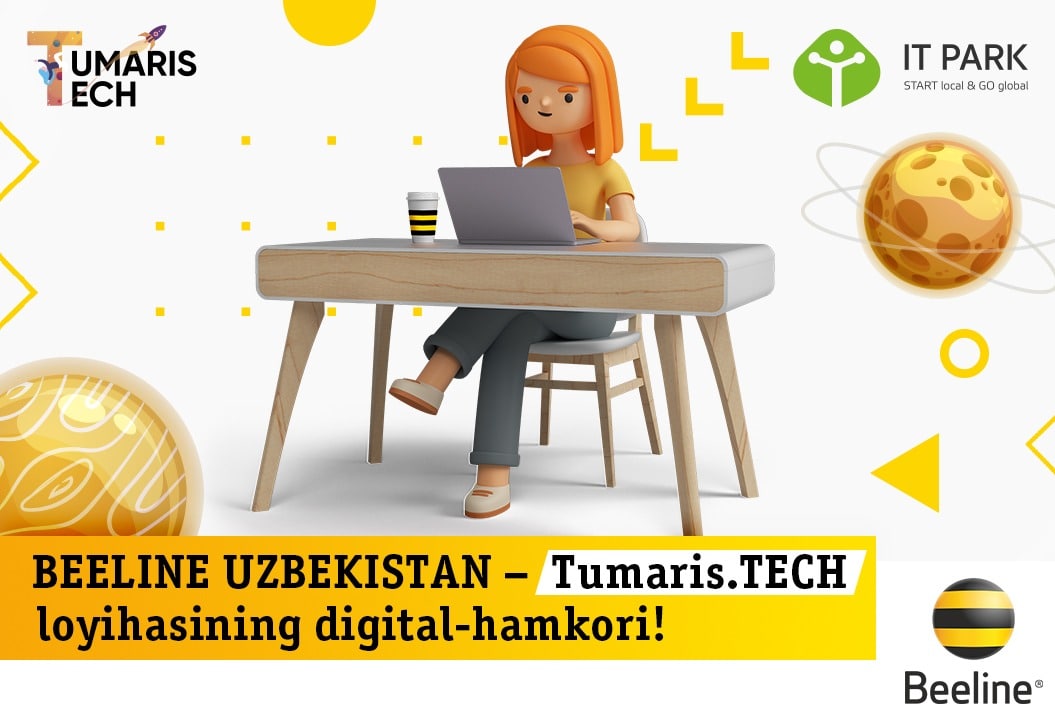 TUMARIS
TECH
IT PARK
START local & GO global
BEELINE UZBEKISTAN – Tumaris.TECH
loyihasining digital-hamkori!
Beeline®